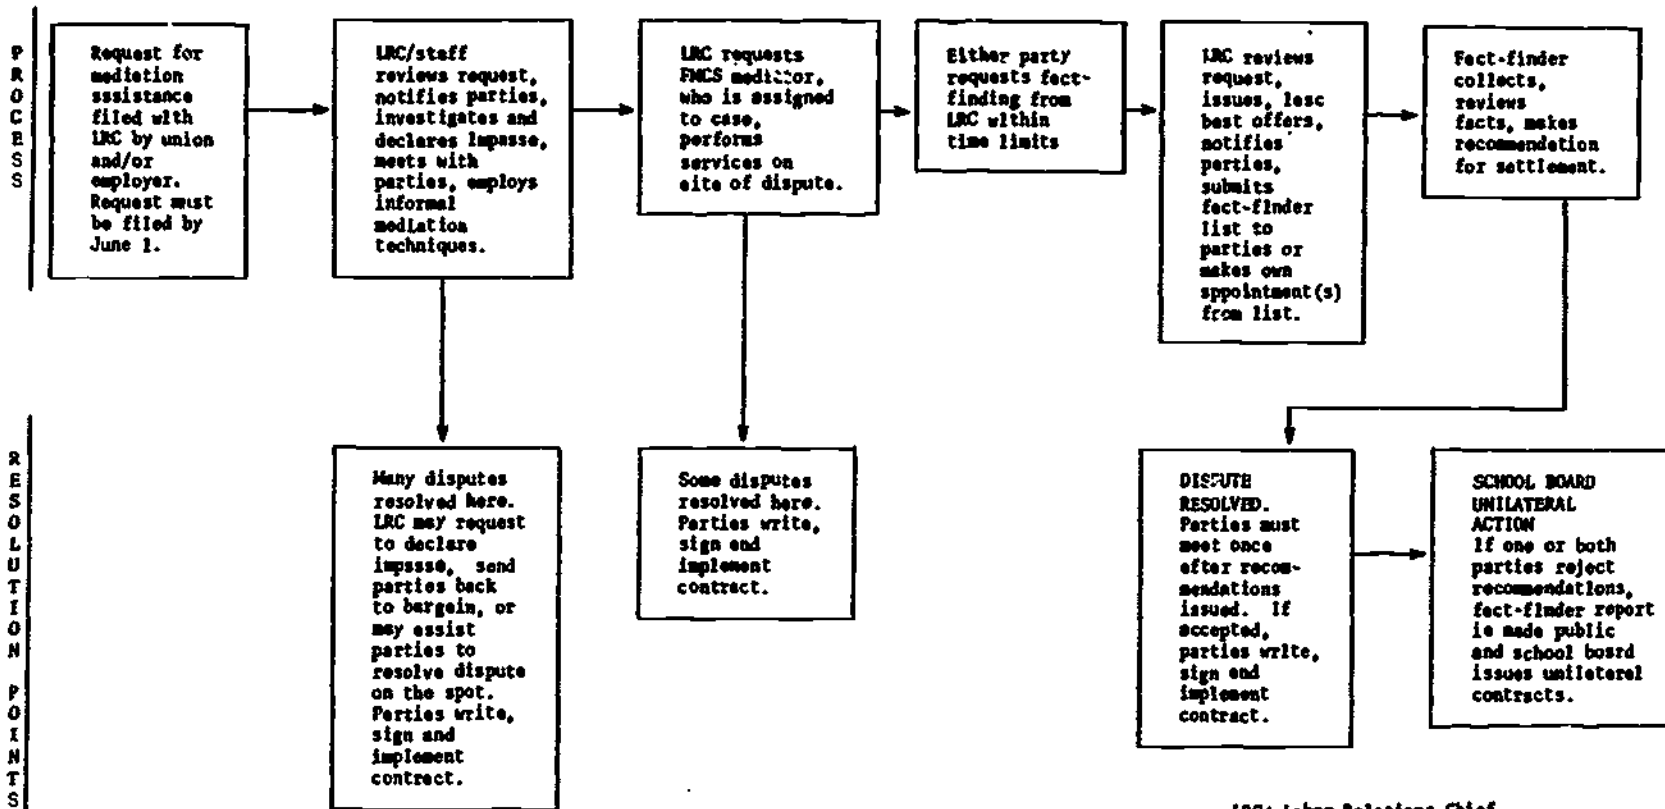 PROCESS
Request for
mediation
assistance
filed with
LRC by union
and/or
employer.
Request must
be filed by
June 1.
LRC/staff
reviews request,
notifies parties,
investigates and
declares impasse,
meets with
parties, employs
informal
mediation
techniques.
LRC requests
FMCS mediator,
who is assigned
to case,
performs
services on
site of dispute.
Either party
requests fact-
finding from
LRC within
time limits
LRC reviews
request,
issues, last
best offers,
notifies
parties,
submits
fact-finder
list to
parties or
makes own
appointment(s)
from list.
Fact-finder
collects,
reviews
facts, makes
recommendation
for settlement.
RESOLUTION POINTS
Many disputes
resolved here.
LRC may request
to declare
impasse, send
parties back
to bargain, or
may assist
parties to
resolve dispute
on the spot.
Parties write,
sign and
implement
contract.
Some disputes
resolved here.
Parties write,
sign and
implement
contract.
DISPUTE
RESOLVED.
Parties must
meet once
after recom-
mendations
issued. If
accepted,
parties write,
sign and
implement
contract.
SCHOOL BOARD
UNILATERAL
ACTION
If one or both
parties reject
recommendations,
fact-finder report
is made public
and school board
issues unilateral
contracts.
LRC: Labor Relations Chief